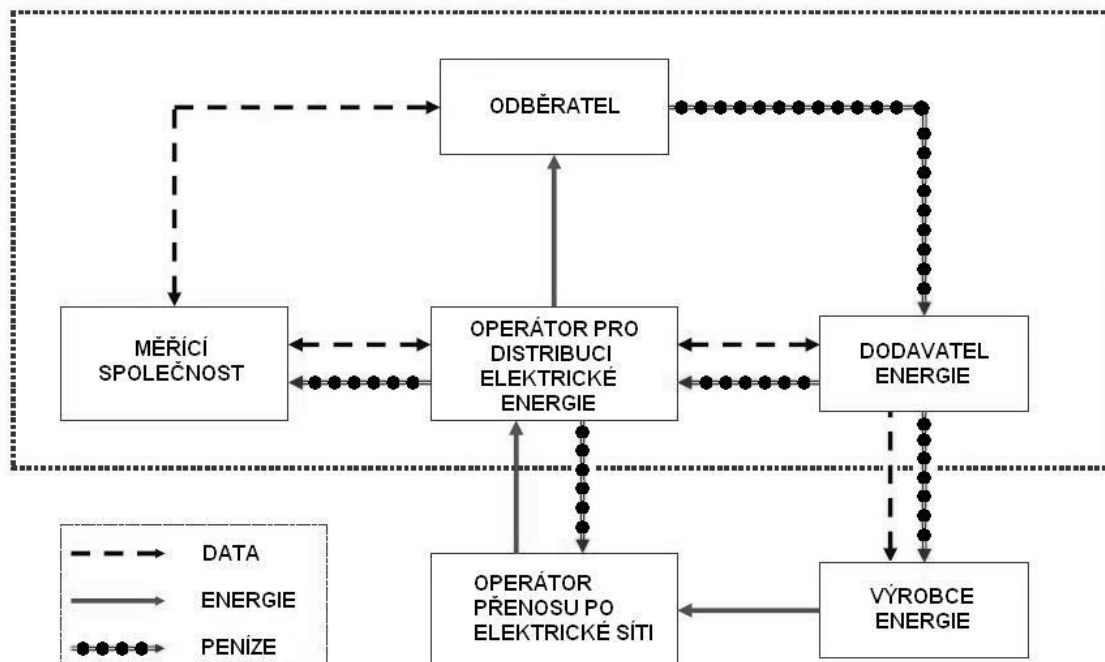 ODBĚRATEL
MĚŘÍCÍ
SPOLEČNOST
OPERÁTOR PRO
DISTRIBUCI
ELEKTRICKÉ
ENERGIE
DODAVATEL
ENERGIE
DATA
ENERGIE
PENÍZE
OPERÁTOR
PŘENOSU PO
ELEKTRICKÉ SÍTI
VÝROBCE
ENERGIE